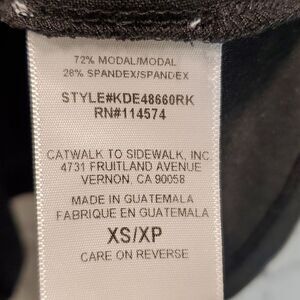 72% MODAL/MODAL
28% SPANDEX/SPANDEX
STYLE#KDE48660RK
RN#114574
CATWALK TO SIDEWALK, INC
4731 FRUITLAND AVENUE
VERNON, CA 90058
MADE IN GUATEMALA
FABRIQUE EN GUATEMALA
XS/XP
CARE ON REVERSE